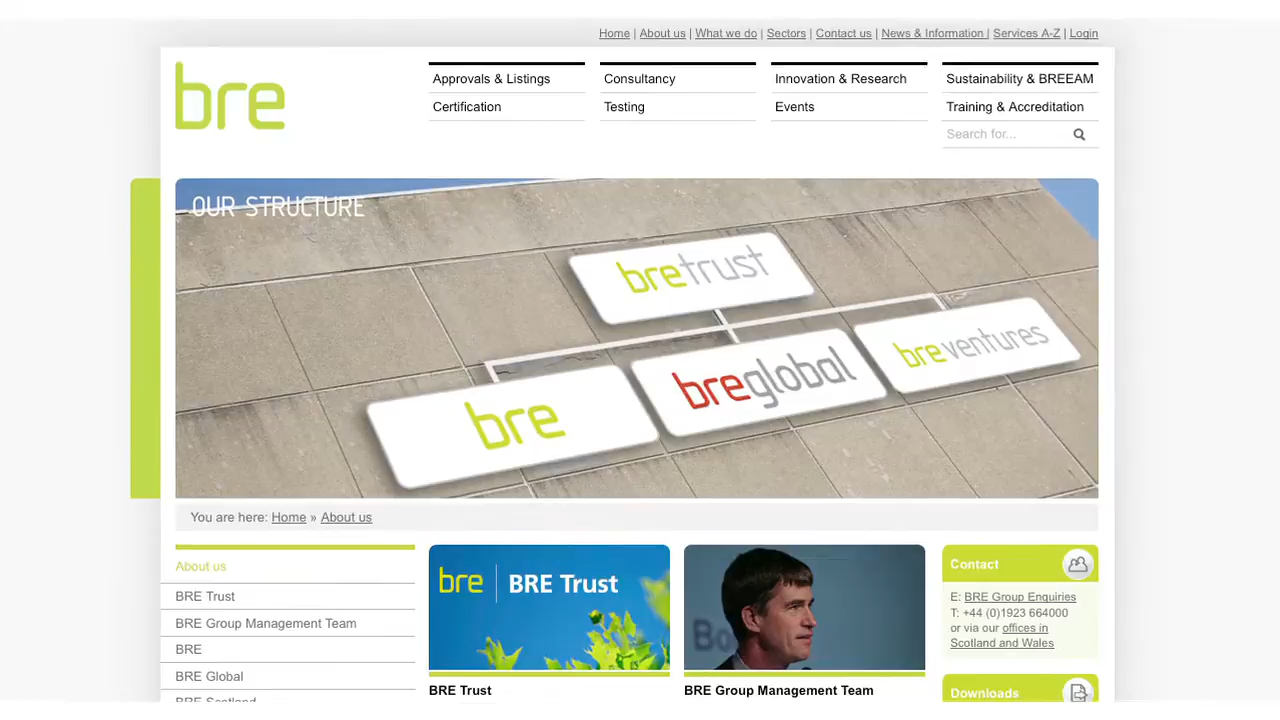 Home | About us | What we do | Sectors | Contact us | News & Information | Services A-Z | Login
bre
Approvals & Listings
Consultancy
Innovation & Research
Sustainability & BREEAM
Certification
Testing
Events
Training & Accreditation
Search for...
OUR STRUCTURE
bretrust
bre
breglobal
breventures
You are here: Home » About us
About us
BRE Trust
BRE Group Management Team
BRE
BRE Global
BRE Scotland
bre | BRE Trust
BRE Trust
Bo
BRE Group Management Team
Contact
E: BRE Group Enquiries
T: +44 (0)1923 664000
or via our offices in
Scotland and Wales
Downloads